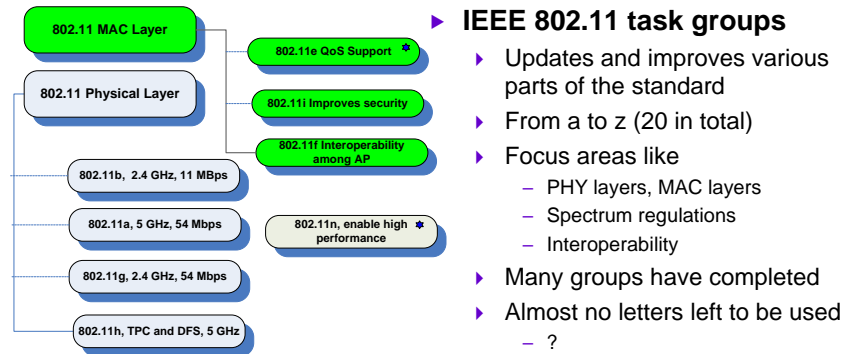 802.11 MAC Layer
802.11e QoS Support
802.11 Physical Layer
802.11i Improves security
802.11f Interoperability
among AP
802.11b, 2.4 GHz, 11 MBps
802.11a, 5 GHz, 54 Mbps
802.11n, enable high
performance
802.11g, 2.4 GHz, 54 Mbps
802.11h, TPC and DFS, 5 GHz
IEEE 802.11 task groups
Updates and improves various
parts of the standard
From a to z (20 in total)
Focus areas like
– PHY layers, MAC layers
– Spectrum regulations
– Interoperability
Many groups have completed
Almost no letters left to be used
– ?